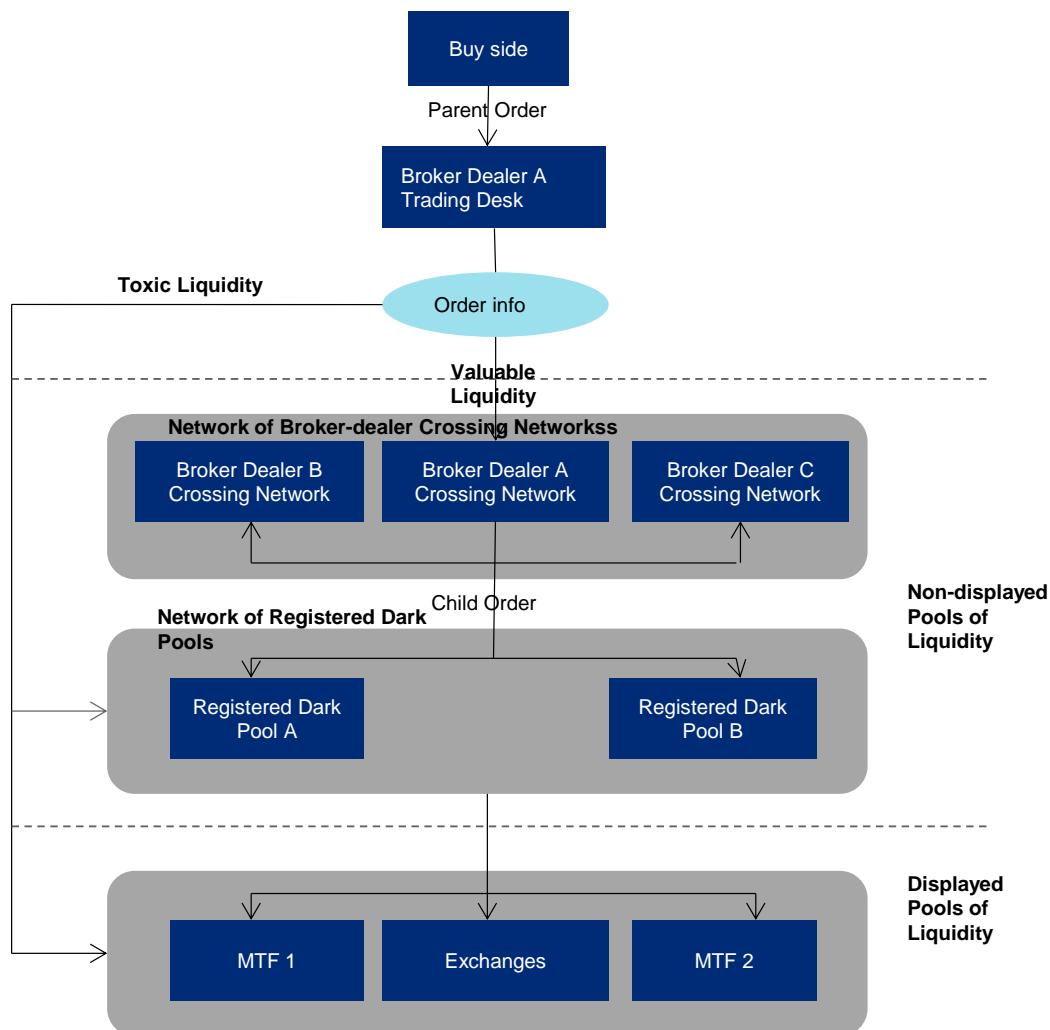 Buy side
Parent Order
Broker Dealer A
Trading Desk
Toxic Liquidity
Order info
Valuable
Liquidity
Network of Broker-dealer Crossing Networkss
Broker Dealer B
Crossing Network
Broker Dealer A
Crossing Network
Broker Dealer C
Crossing Network
Non-displayed
Pools of
Liquidity
Child Order
Network of Registered Dark
Pools
Registered Dark
Pool A
Registered Dark
Pool B
Displayed
Pools of
Liquidity
MTF 1
Exchanges
MTF 2